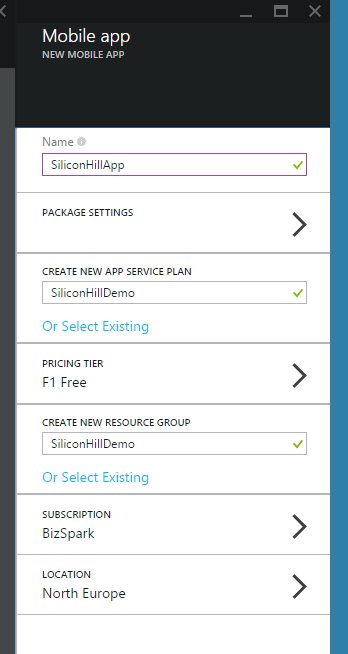 Mobile app
NEW MOBILE APP
Name
SiliconHillApp
PACKAGE SETTINGS
CREATE NEW APP SERVICE PLAN
SiliconHillDemo
Or Select Existing
PRICING TIER
F1 Free
CREATE NEW RESOURCE GROUP
SiliconHillDemo
Or Select Existing
SUBSCRIPTION
BizSpark
LOCATION
North Europe